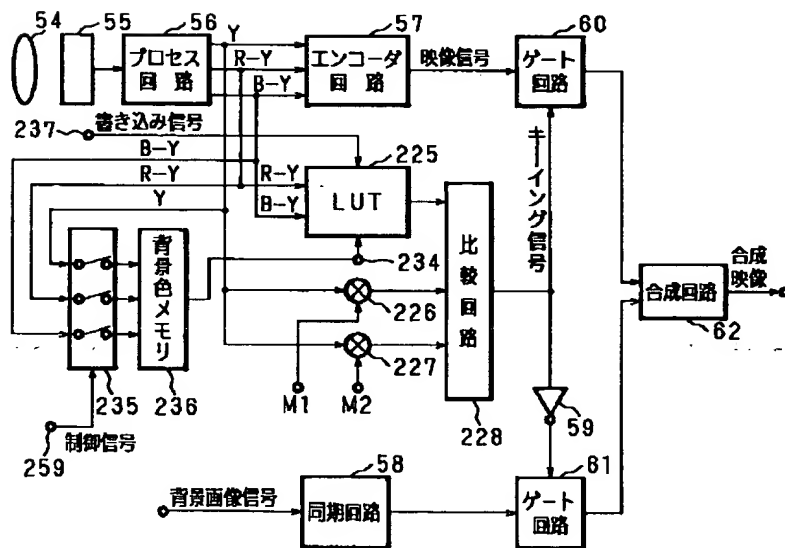 54
55
56
57
60
プロセス
回路
Y
R-Y
B-Y
エンコーダ
回路
映像信号
ゲート
回路
237
書き込み信号
B-Y
R-Y
Y
R-Y
B-Y
225
LUT
キーイング信号
背景色メモリ
234
226
227
比較回路
合成回路
合成
映像
62
235
236
M1
M2
228
59
259
制御信号
58
61
背景画像信号
同期回路
ゲート
回路